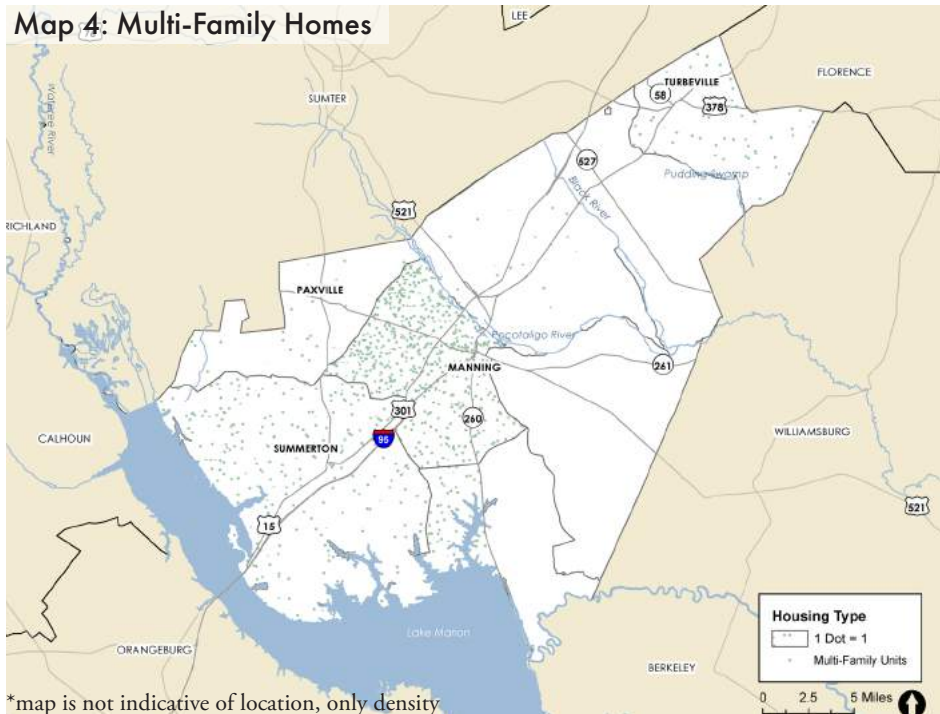 Map 4: Multi-Family Homes
LEE
FLORENCE
TURBEVILLE
58
378
SUMTER
Wateree River
527
Pudding Swamp
Black River
521
RICHLAND
PAXVILLE
Pocotaligo River
MANNING
261
301
260
95
CALHOUN
SUMMERTON
WILLIAMSBURG
521
15
Lake Marion
ORANGEBURG
BERKELEY
Housing Type
1 Dot = 1
Multi-Family Units
0 2.5 5 Miles
*map is not indicative of location, only density